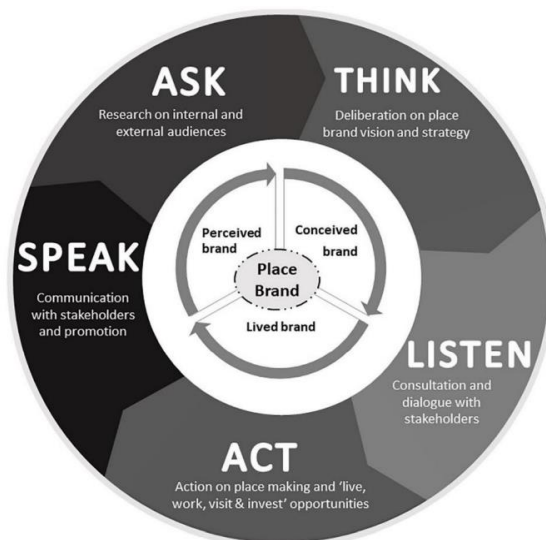 ASK
Research on internal and
external audiences
THINK
Deliberation on place
brand vision and strategy
LISTEN
Consultation and
dialogue with
stakeholders
ACT
Action on place making and ‘live,
work, visit & invest’ opportunities
SPEAK
Communication
with stakeholders
and promotion
Perceived
brand
Conceived
brand
Lived brand
Place
Brand